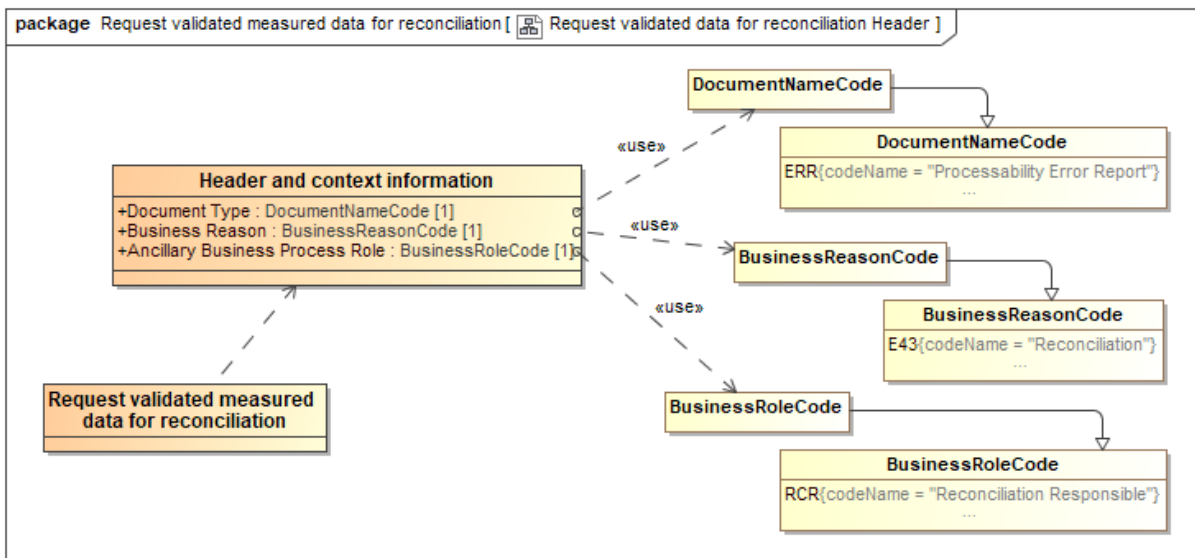 package Request validated measured data for reconciliation [ Request validated data for reconciliation Header ]
DocumentNameCode
«use»
DocumentNameCode
ERR{codeName = "Processability Error Report"}
...
Header and context information
+Document Type : DocumentNameCode [1]
+Business Reason : BusinessReasonCode [1]
+Ancillary Business Process Role : BusinessRoleCode [1]
«use»
BusinessReasonCode
«use»
BusinessReasonCode
E43{codeName = "Reconciliation"}
...
Request validated measured
data for reconciliation
BusinessRoleCode
BusinessRoleCode
RCR{codeName = "Reconciliation Responsible"}
...